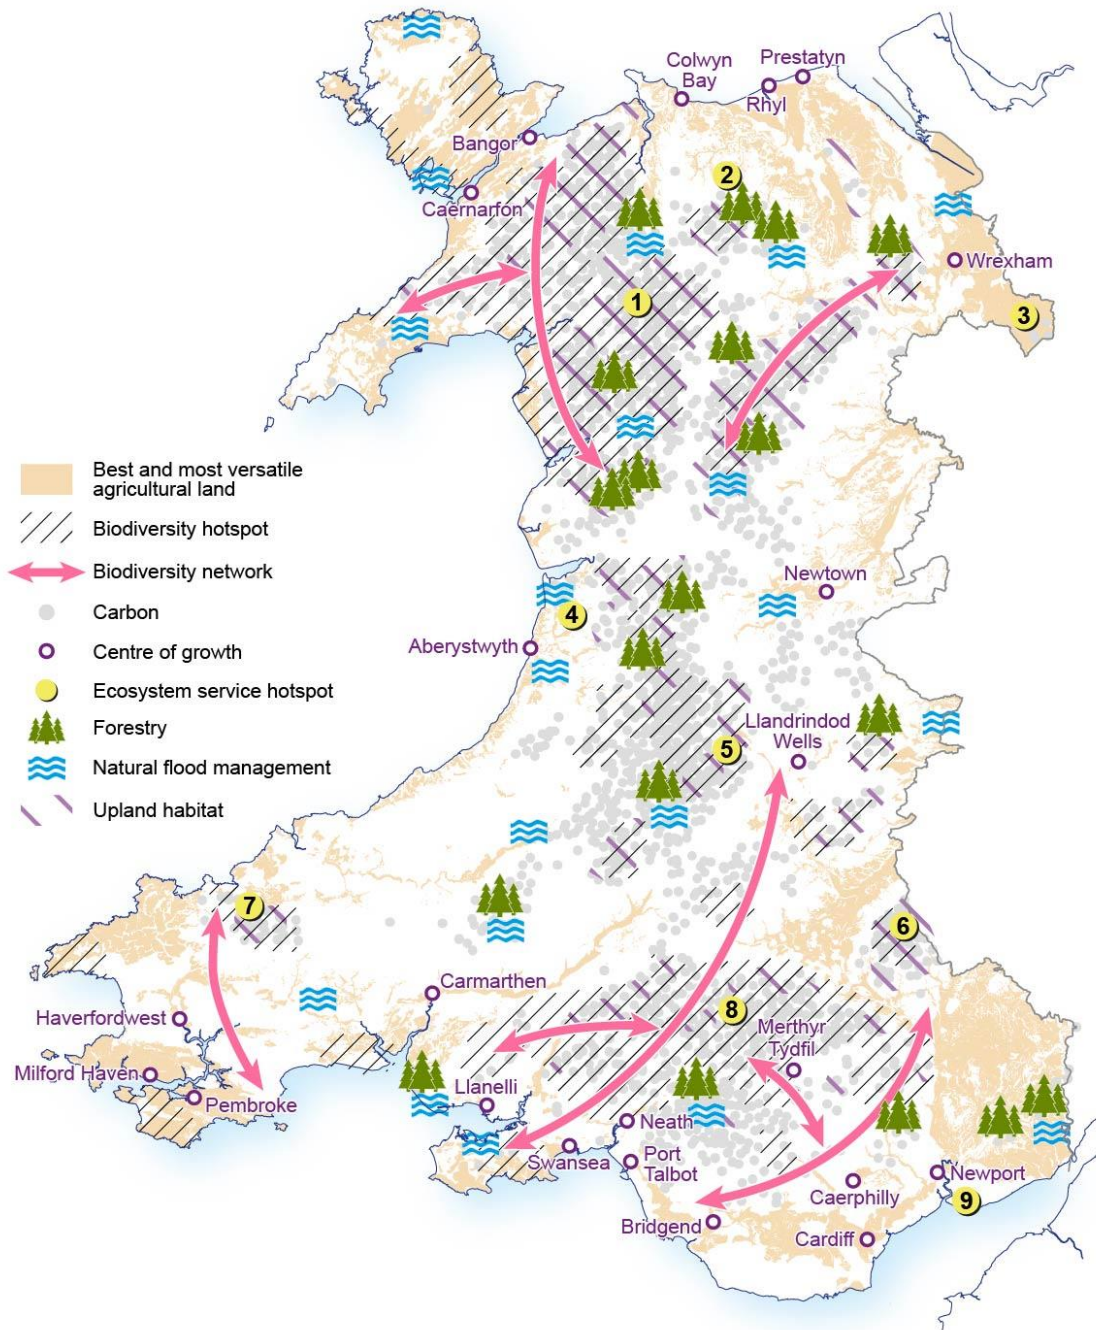 Colwyn
Bay
Prestatyn
Rhyl
Bangor
Caernarfon
2
Wrexham
1
3
Best and most versatile
agricultural land
Biodiversity hotspot
Biodiversity network
Carbon
Centre of growth
Ecosystem service hotspot
Forestry
Natural flood management
Upland habitat
Newtown
4
Aberystwyth
Llandrindod
Wells
5
7
6
Carmarthen
Haverfordwest
8
Merthyr
Tydfil
Milford Haven
Pembroke
Llanelli
Neath
Swansea
Port
Talbot
Caerphilly
Newport
9
Bridgend
Cardiff